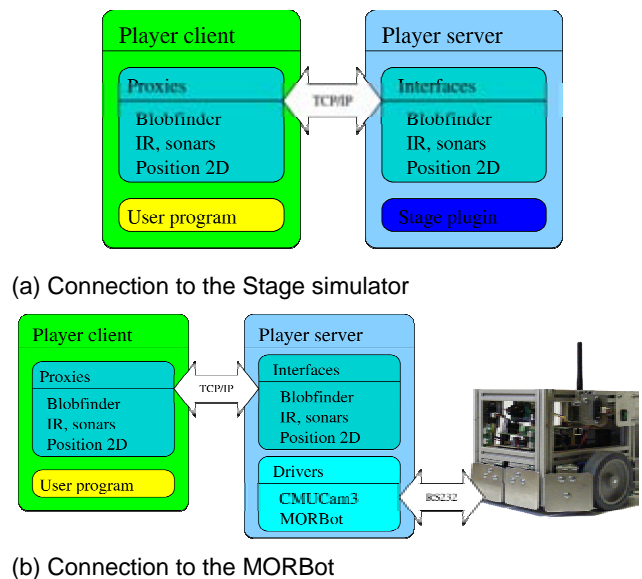 Player client
Proxies
Blobfinder
IR, sonars
Position 2D
User program
TCP/IP
Player server
Interfaces
Blobfinder
IR, sonars
Position 2D
Stage plugin
(a) Connection to the Stage simulator
Player client
Proxies
Blobfinder
IR, sonars
Position 2D
User program
TCP/IP
Player server
Interfaces
Blobfinder
IR, sonars
Position 2D
Drivers
CMUCam3
MORBot
RS232
(b) Connection to the MORBot